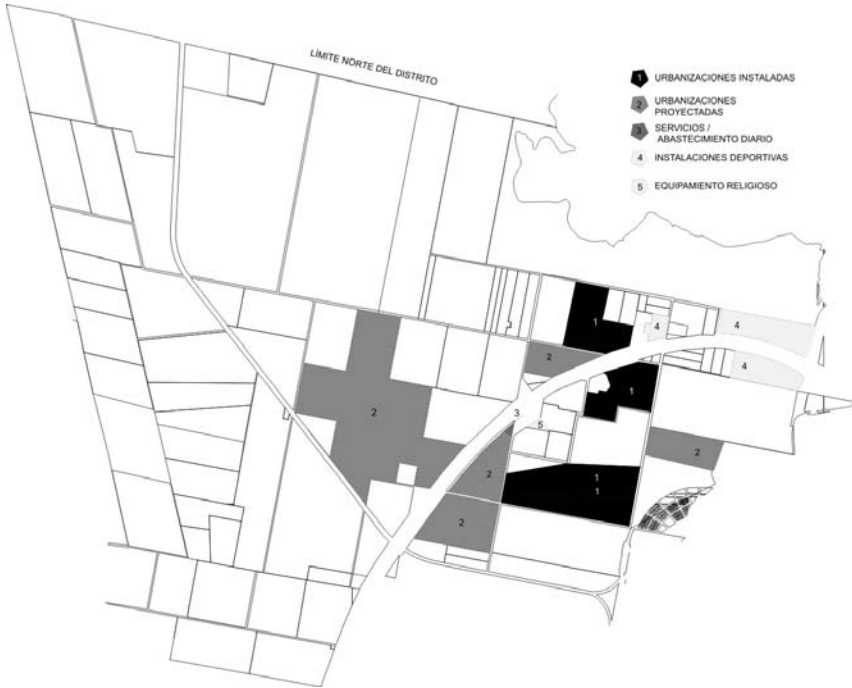 LÍMITE NORTE DEL DISTRITO
1 URBANIZACIONES INSTALADAS
2 URBANIZACIONES
PROYECTADAS
3 SERVICIOS /
ABASTECIMIENTO DIARIO
4 INSTALACIONES DEPORTIVAS
5 EQUIPAMIENTO RELIGIOSO
1
4
4
2
4
1
2
3
5
2
2
1
1
2